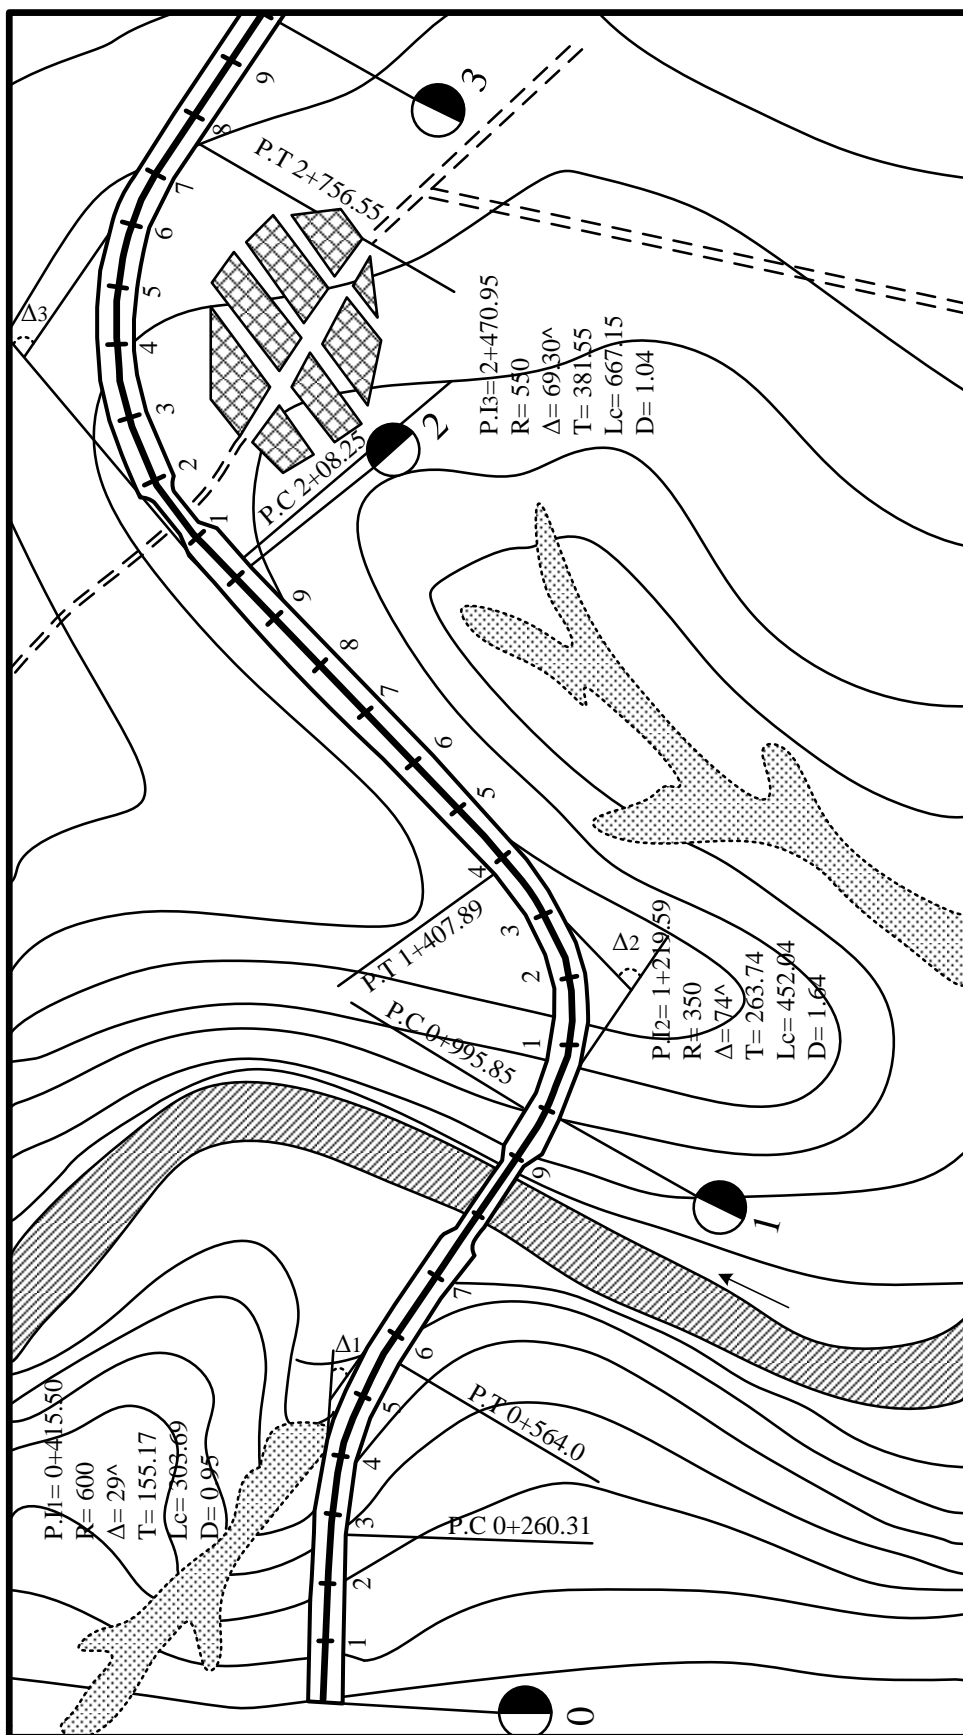 9
3
8
P.T 2+756.55
7
6
5
Δ3
4
P.I3= 2+470.95
R= 550
Δ= 69.30^
T= 381.55
Lc= 667.15
D= 1.04
3
2
2
P.C 2+08.25
1
9
8
7
6
5
4
3
P.T 1+407.89
2
Δ2
P.I2= 1+219.59
R= 350
Δ=74^
T= 263.74
Lc= 452.04
D= 1.64
P.C 0+995.85
1
9
1
7
6
Δ1
5
P.T 0+564.0
P.I1= 0+415.50
R= 600
Δ= 29^
T= 155.17
Lc= 303.69
D= 0.95
4
3
P.C 0+260.31
2
1
0